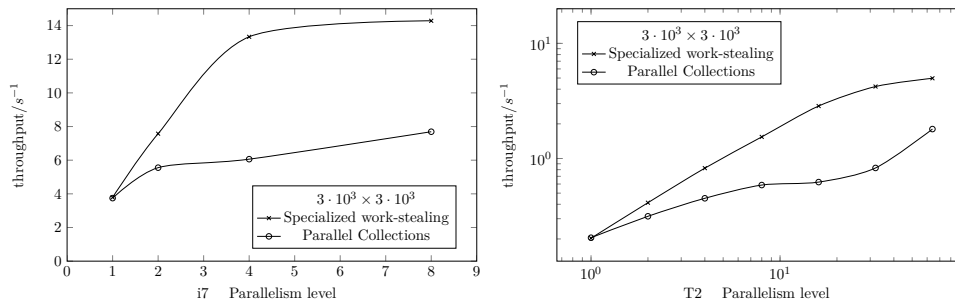 14
12
10
8
6
4
2
0
throughput/s⁻¹
3 · 10³ × 3 · 10³
Specialized work-stealing
Parallel Collections
0 1 2 3 4 5 6 7 8 9
i7 Parallelism level
10¹
10⁰
throughput/s⁻¹
3 · 10³ × 3 · 10³
Specialized work-stealing
Parallel Collections
10⁰ 10¹
T2 Parallelism level